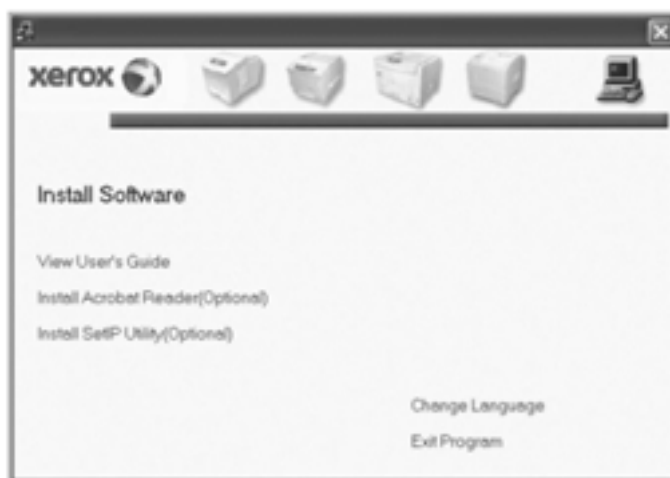 xerox
Install Software
View User's Guide
Install Acrobat Reader(Optional)
Install SetIP Utility(Optional)
Change Language
Exit Program